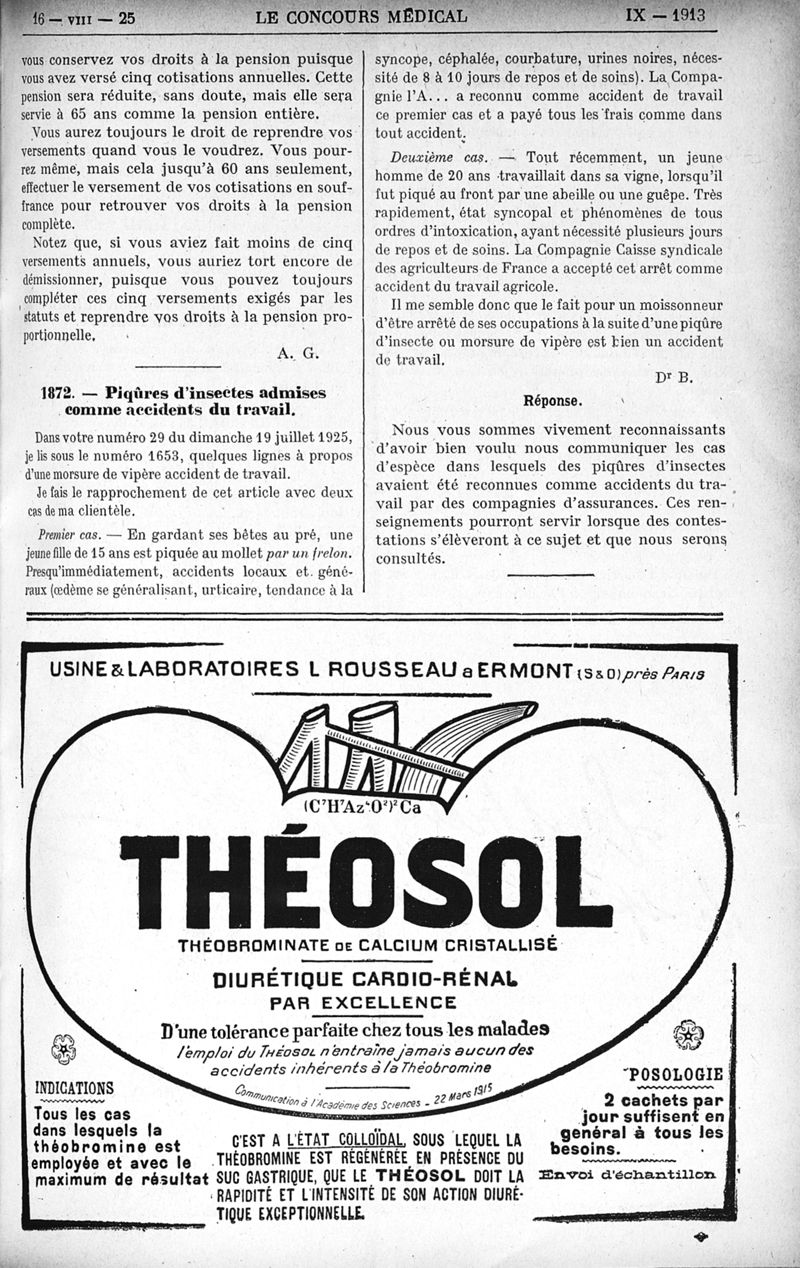 16 — VIII — 25
LE CONCOURS MÉDICAL
IX — 1913
vous conservez vos droits à la pension puisque
vous avez versé cinq cotisations annuelles. Cette
pension sera réduite, sans doute, mais elle sera
servie à 65 ans comme la pension entière.
Vous aurez toujours le droit de reprendre vos
versements quand vous le voudrez. Vous pour-
rez même, mais cela jusqu'à 60 ans seulement,
effectuer le versement de vos cotisations en souf-
france pour retrouver vos droits à la pension
complète.
Notez que, si vous aviez fait moins de cinq
versements annuels, vous auriez tort encore de
démissionner, puisque vous pouvez toujours
compléter ces cinq versements exigés par les
statuts et reprendre vos droits à la pension pro-
portionnelle.
A. G.
1872. — Piqûres d'insectes admises
comme accidents du travail.
Dans votre numéro 29 du dimanche 19 juillet 1925,
je lis sous le numéro 1653, quelques lignes à propos
d'une morsure de vipère accident de travail.
Je fais le rapprochement de cet article avec deux
cas de ma clientèle.
Premier cas. — En gardant ses bêtes au pré, une
jeune fille de 15 ans est piquée au mollet par un frelon.
Presqu'immédiatement, accidents locaux et géné-
raux (œdème se généralisant, urticaire, tendance à la
syncope, céphalée, courbature, urines noires, néces-
sité de 8 à 10 jours de repos et de soins). La Compa-
gnie l'A... a reconnu comme accident de travail
ce premier cas et a payé tous les frais comme dans
tout accident.
Deuxième cas. — Tout récemment, un jeune
homme de 20 ans travaillait dans sa vigne, lorsqu'il
fut piqué au front par une abeille ou une guêpe. Très
rapidement, état syncopal et phénomènes de tous
ordres d'intoxication, ayant nécessité plusieurs jours
de repos et de soins. La Compagnie Caisse syndicale
des agriculteurs de France a accepté cet arrêt comme
accident du travail agricole.
Il me semble donc que le fait pour un moissonneur
d'être arrêté de ses occupations à la suite d'une piqûre
d'insecte ou morsure de vipère est bien un accident
de travail.
Dr B.
Réponse.
Nous vous sommes vivement reconnaissants
d'avoir bien voulu nous communiquer les cas
d'espèce dans lesquels des piqûres d'insectes
avaient été reconnues comme accidents du tra-
vail par des compagnies d'assurances. Ces ren-
seignements pourront servir lorsque des contes-
tations s'élèveront à ce sujet et que nous serons
consultés.
USINE & LABORATOIRES L ROUSSEAU à ERMONT (S & O) près PARIS
(C⁷H⁷Az⁴O²)² Ca
THÉOSOL
THÉOBROMINATE DE CALCIUM CRISTALLISÉ
DIURÉTIQUE CARDIO-RÉNAL
PAR EXCELLENCE
D'une tolérance parfaite chez tous les malades
l'emploi du THÉOSOL n'entraîne jamais aucun des
accidents inhérents à la Théobromine
Communication à l'Académie des Sciences - 22 Mars 1915
INDICATIONS
Tous les cas
dans lesquels la
théobromine est
employée et avec le
maximum de résultat
C'EST A L'ÉTAT COLLOÏDAL, SOUS LEQUEL LA
THÉOBROMINE EST RÉGÉNÉRÉE EN PRÉSENCE DU
SUC GASTRIQUE, QUE LE THÉOSOL DOIT LA
RAPIDITÉ ET L'INTENSITÉ DE SON ACTION DIURÉ-
TIQUE EXCEPTIONNELLE.
POSOLOGIE
2 cachets par
jour suffisent en
général à tous les
besoins.
Envoi d'échantillon